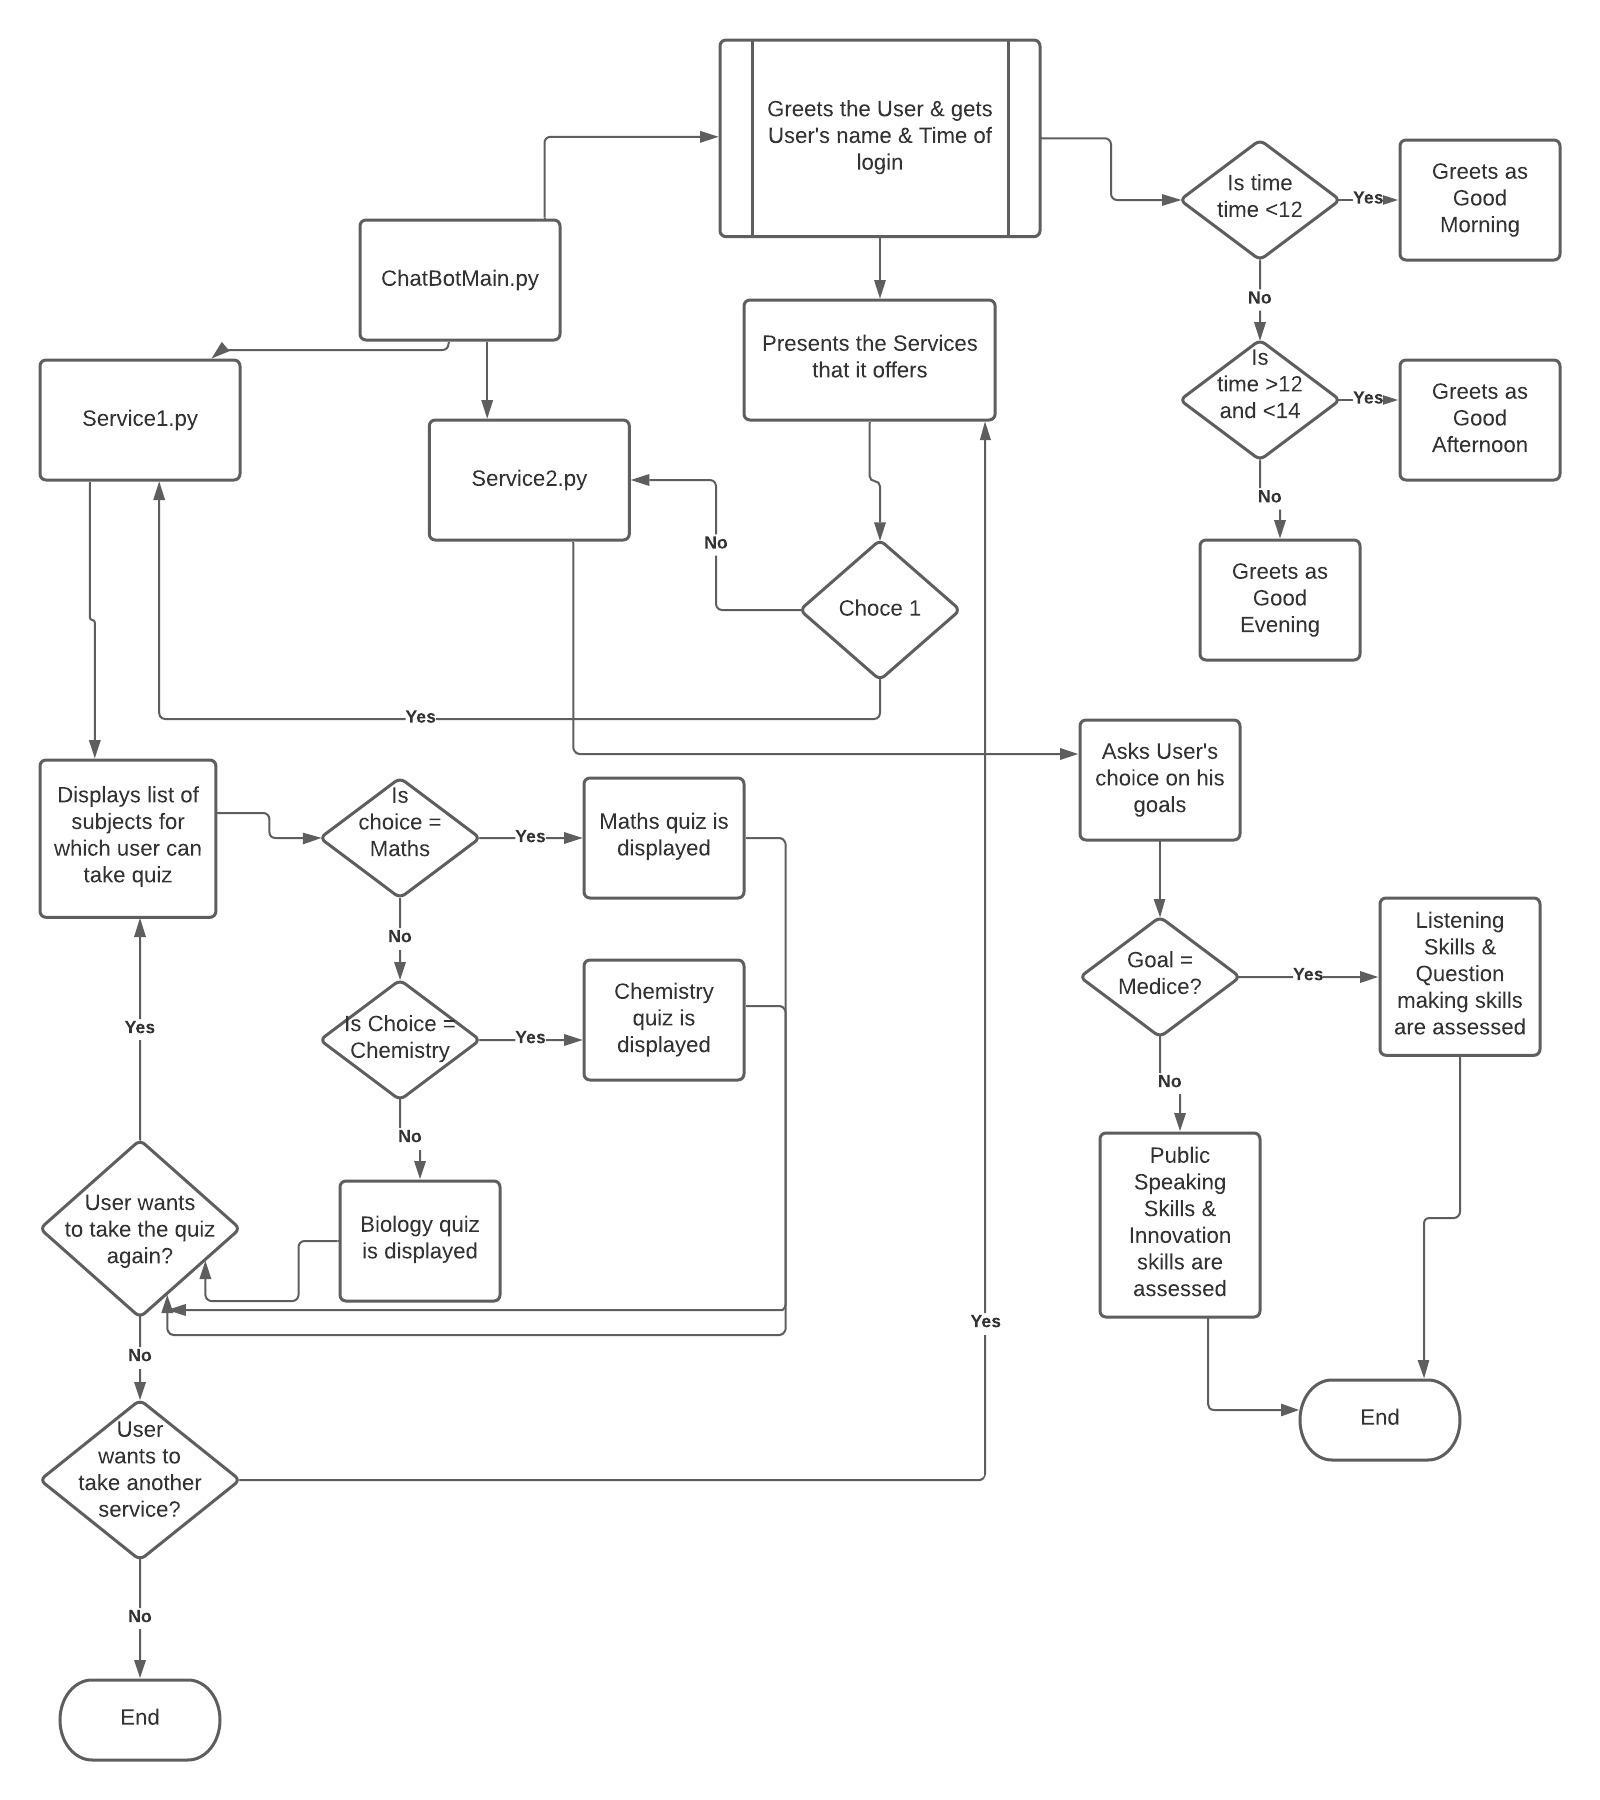 Greets the User & gets
User's name & Time of
login
Is time
time <12
Yes
Greets as
Good
Morning
ChatBotMain.py
No
Presents the Services
that it offers
Is
time >12
and <14
Yes
Greets as
Good
Afternoon
Service1.py
Service2.py
No
No
Choce 1
Greets as
Good
Evening
Yes
Asks User's
choice on his
goals
Displays list of
subjects for
which user can
take quiz
Is
choice =
Maths
Yes
Maths quiz is
displayed
No
Goal =
Medice?
Yes
Listening
Skills &
Question
making skills
are assessed
Yes
Is Choice =
Chemistry
Yes
Chemistry
quiz is
displayed
No
No
User wants
to take the quiz
again?
Biology quiz
is displayed
Public
Speaking
Skills &
Innovation
skills are
assessed
Yes
No
User
wants to
take another
service?
End
No
End